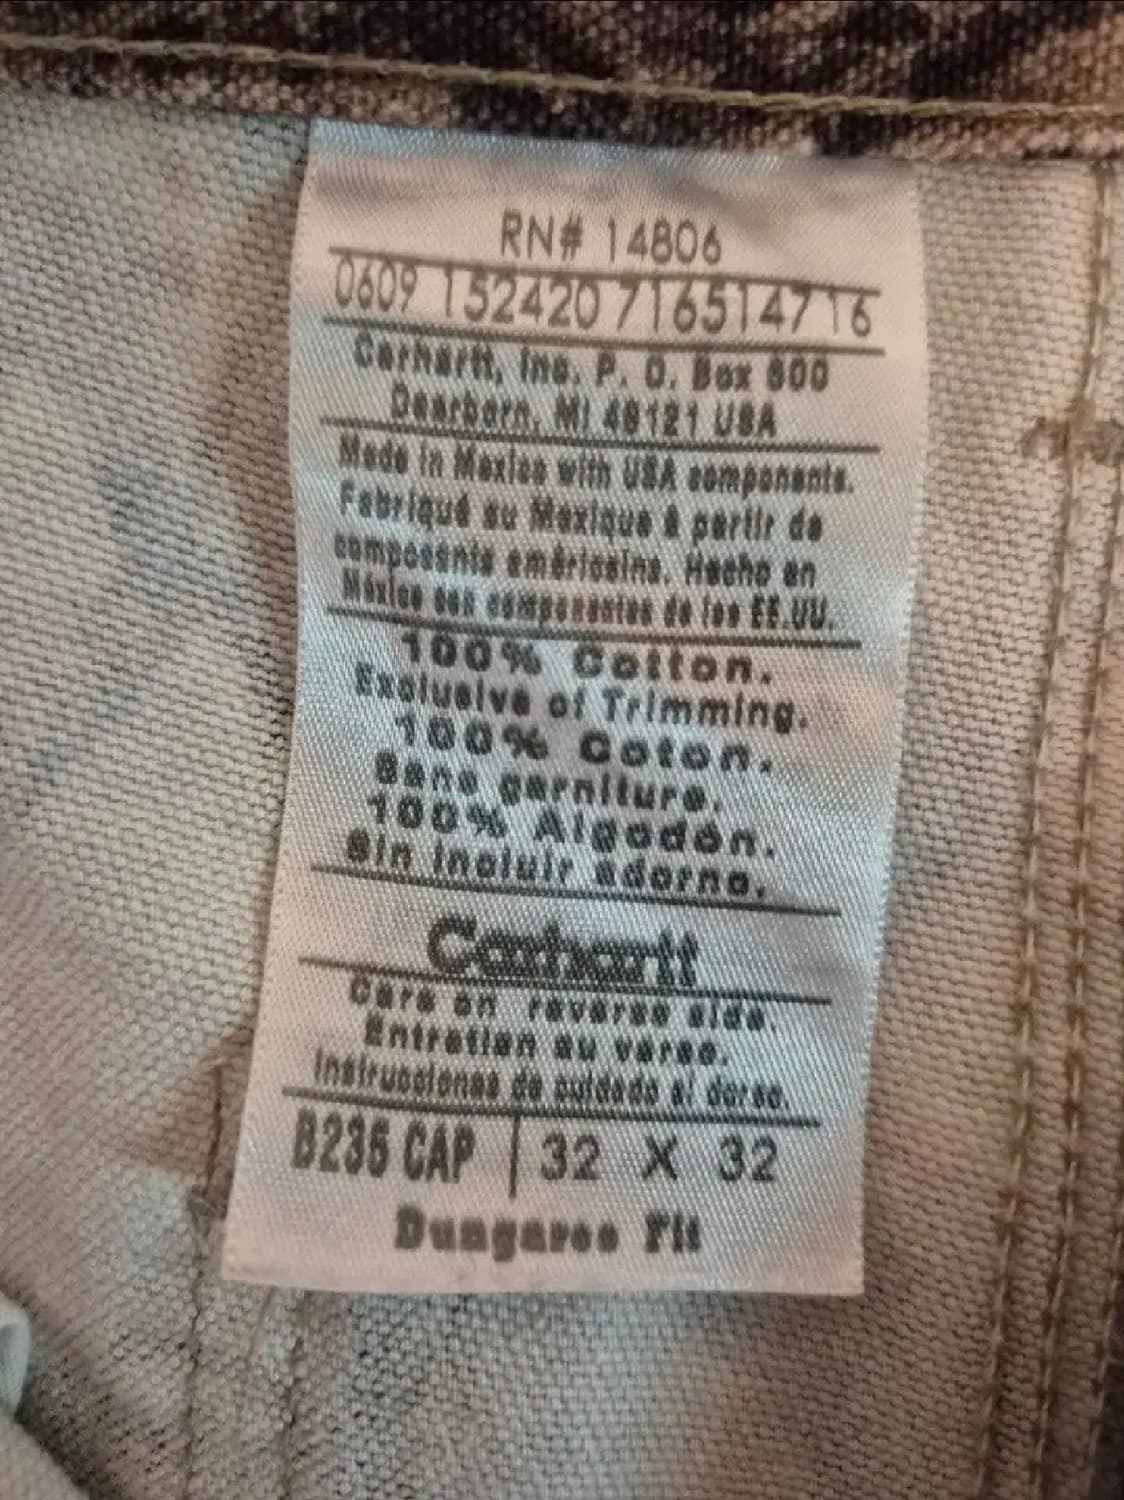 RN# 14806
0609 152420 7165147 16
Carhartt, Inc. P. O. Box 600
Dearborn, MI 48121 USA
Made in Mexico with USA components.
Fabriqué au Mexique à partir de
composants américains. Hecho en
México con componentes de los EE.UU.
100% Cotton.
Exclusive of Trimming.
100% Coton.
Sans garniture.
100% Algodón.
Sin incluir adorno.
Carhartt
Care on reverse side.
Entretien au verso.
Instrucciones de cuidado al dorso.
B235 CAP | 32 X 32
Dungaree Fit